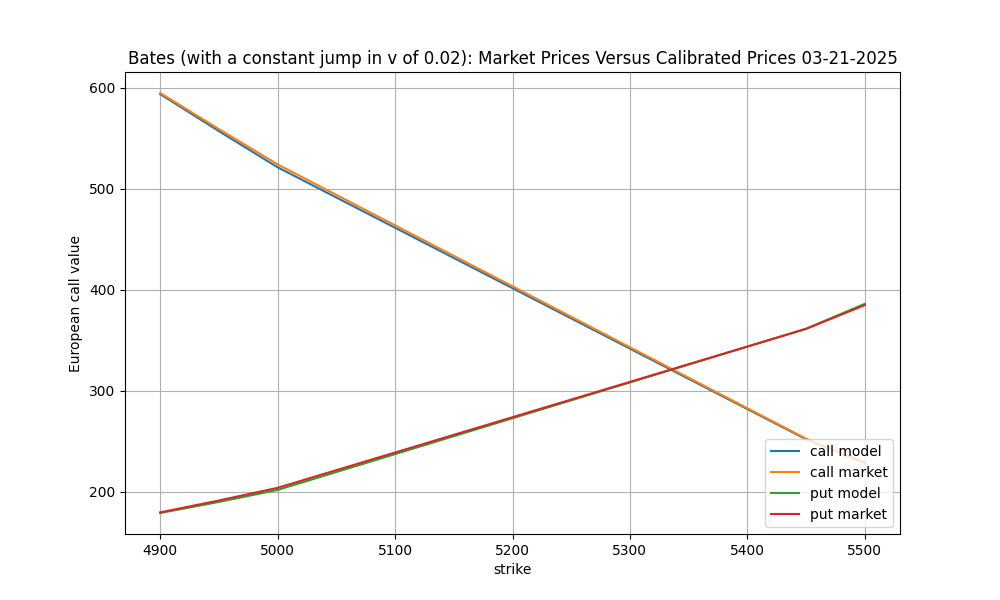 Bates (with a constant jump in v of 0.02): Market Prices Versus Calibrated Prices 03-21-2025
600
500
400
300
200
European call value
4900 5000 5100 5200 5300 5400 5500
strike
call model
call market
put model
put market